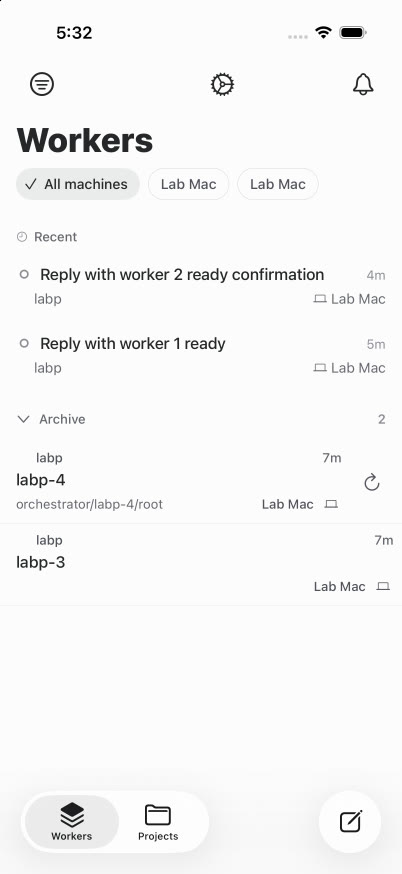 5:32
Workers
All machines
Lab Mac
Lab Mac
Recent
Reply with worker 2 ready confirmation 4m
labp Lab Mac
Reply with worker 1 ready 5m
labp Lab Mac
Archive 2
labp 7m
labp-4
orchestrator/labp-4/root Lab Mac
labp 7m
labp-3
Lab Mac
Workers
Projects